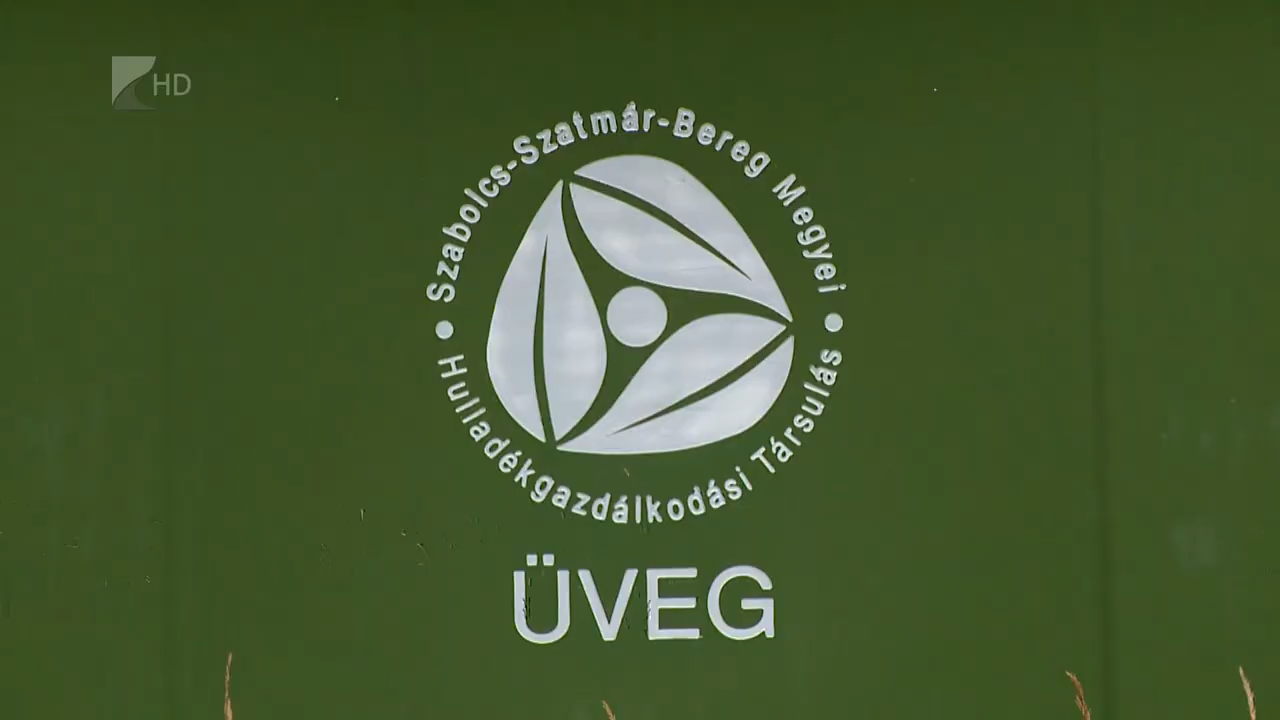 HD
Szabolcs-Szatmár-Bereg Megyei
Hulladékgazdálkodási Társulás
ÜVEG